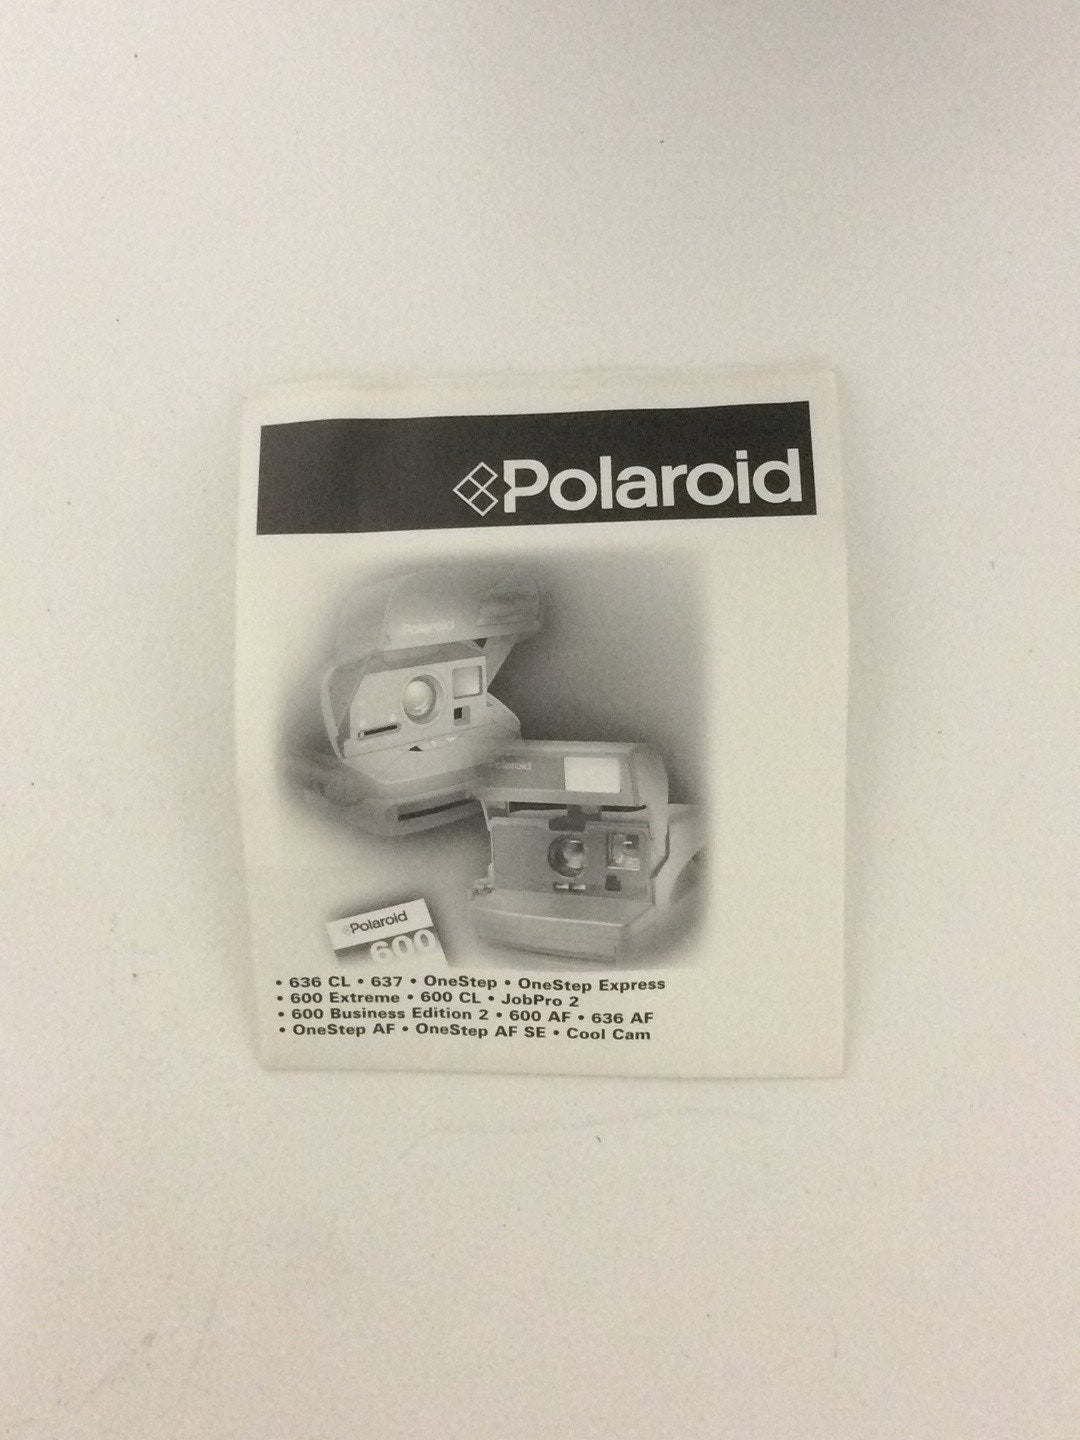 Polaroid
Polaroid
Polaroid
Polaroid
600
• 636 CL • 637 • OneStep • OneStep Express
• 600 Extreme • 600 CL • JobPro 2
• 600 Business Edition 2 • 600 AF • 636 AF
• OneStep AF • OneStep AF SE • Cool Cam